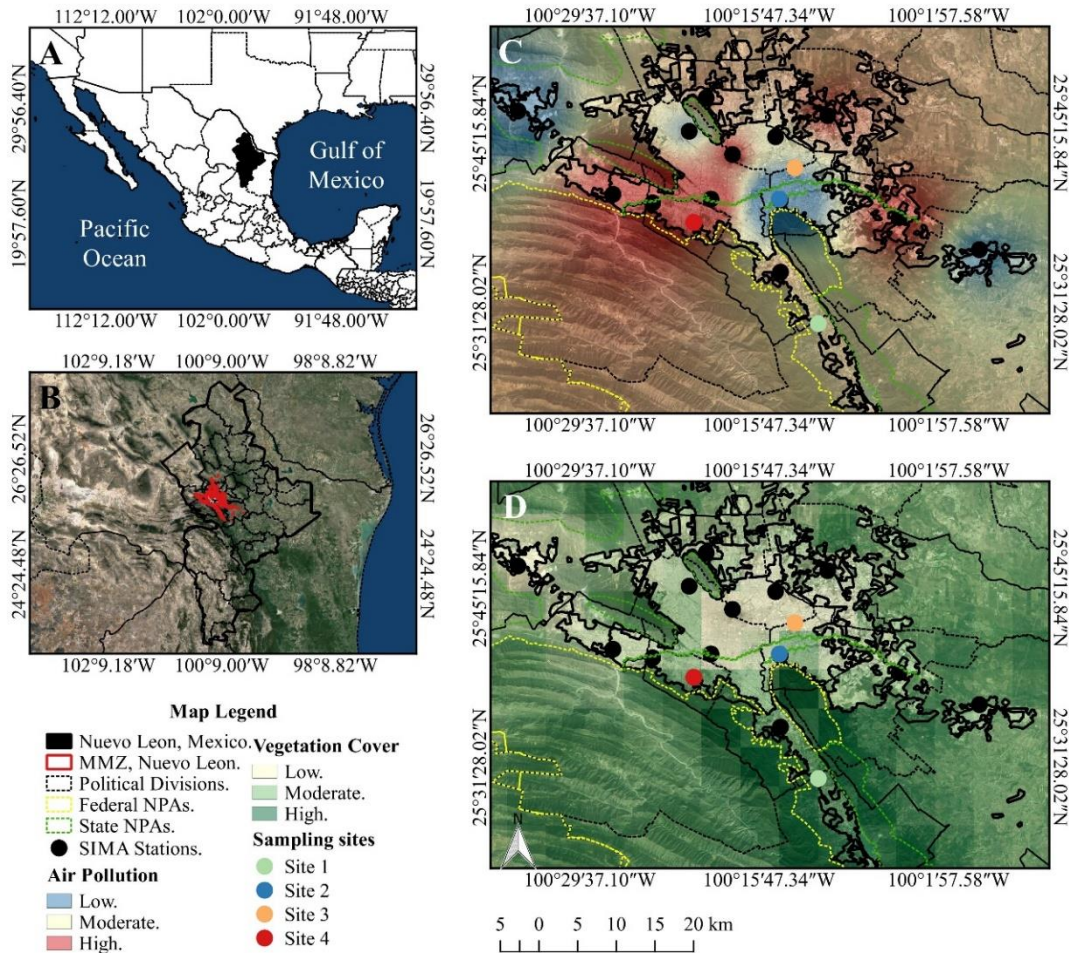 112°12.00′W 102°0.00′W 91°48.00′W
A
29°56.40′N
19°57.60′N
29°56.40′N
19°57.60′N
Gulf of
Mexico
Pacific
Ocean
112°12.00′W 102°0.00′W 91°48.00′W
102°9.18′W 100°9.00′W 98°8.82′W
B
26°26.52′N
24°24.48′N
26°26.52′N
24°24.48′N
102°9.18′W 100°9.00′W 98°8.82′W
Map Legend
Nuevo Leon, Mexico.
MMZ, Nuevo Leon.
Political Divisions.
Federal NPAs.
State NPAs.
SIMA Stations.
Air Pollution
Low.
Moderate.
High.
Vegetation Cover
Low.
Moderate.
High.
Sampling sites
Site 1
Site 2
Site 3
Site 4
100°29′37.10″W 100°15′47.34″W 100°1′57.58″W
C
25°45′15.84″N
25°31′28.02″N
25°45′15.84″N
25°31′28.02″N
100°29′37.10″W 100°15′47.34″W 100°1′57.58″W
100°29′37.10″W 100°15′47.34″W 100°1′57.58″W
D
25°45′15.84″N
25°31′28.02″N
25°45′15.84″N
25°31′28.02″N
N
100°29′37.10″W 100°15′47.34″W 100°1′57.58″W
5 0 5 10 15 20 km